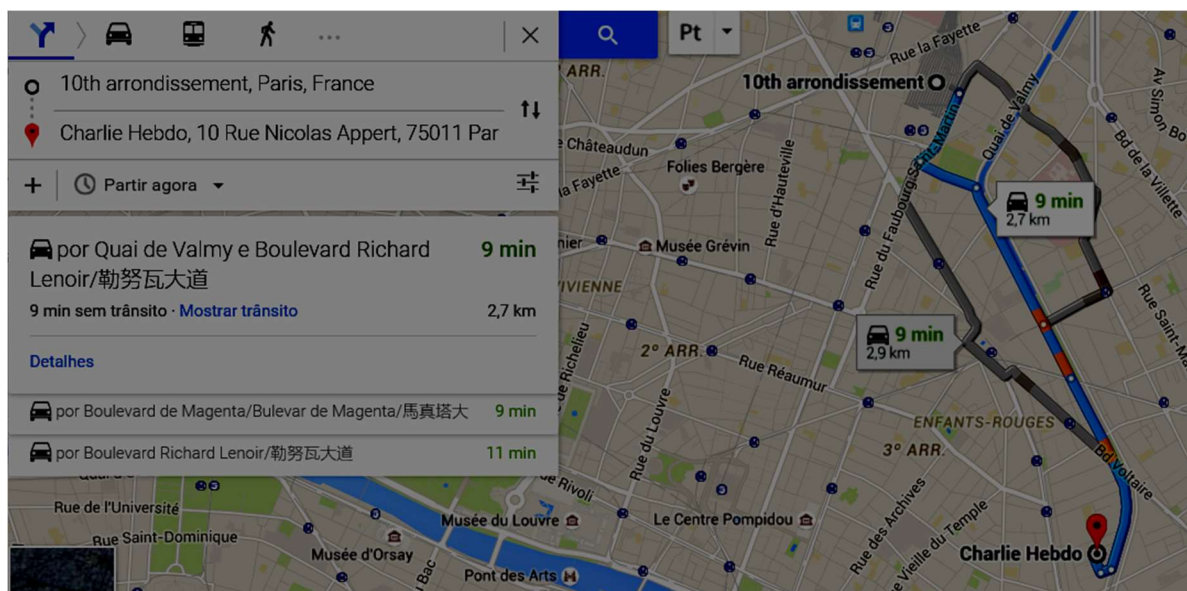 10th arrondissement, Paris, France
Charlie Hebdo, 10 Rue Nicolas Appert, 75011 Par
Partir agora
por Quai de Valmy e Boulevard Richard
Lenoir/勒努瓦大道
9 min
9 min sem trânsito · Mostrar trânsito
2,7 km
Detalhes
por Boulevard de Magenta/Bulevar de Magenta/馬真塔大
9 min
por Boulevard Richard Lenoir/勒努瓦大道
11 min
Pt
Rue la Fayette
ARR.
10th arrondissement
Av Simon Bo
Quai de Valmy
Bd de la Villette
Châteaudun
Folies Bergère
la Fayette
Rue d'Hauteville
Rue du Faubourg Saint-Martin
9 min
2,7 km
nier
Musée Grévin
VIVIENNE
Rue de Richelieu
9 min
2,9 km
Rue Saint-M
2º ARR.
Rue Réaumur
Rue du Louvre
ENFANTS-ROUGES
3º ARR.
Bd Voltaire
de Rivoli
Rue de l'Université
Rue Saint-Dominique
Musée du Louvre
Le Centre Pompidou
Rue des Archives
Vieille du Temple
Musée d'Orsay
Bac
Pont des Arts
Charlie Hebdo